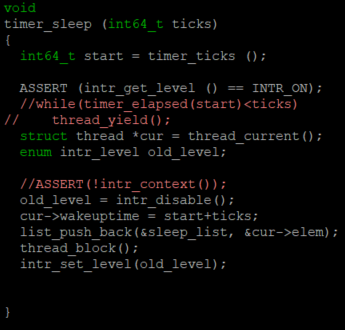 void
timer_sleep (int64_t ticks)
{
  int64_t start = timer_ticks ();
  ASSERT (intr_get_level () == INTR_ON);
  //while(timer_elapsed(start)<ticks)
//    thread_yield();
  struct thread *cur = thread_current();
  enum intr_level old_level;
  //ASSERT(!intr_context());
  old_level = intr_disable();
  cur->wakeuptime = start+ticks;
  list_push_back(&sleep_list, &cur->elem);
  thread_block();
  intr_set_level(old_level);
}